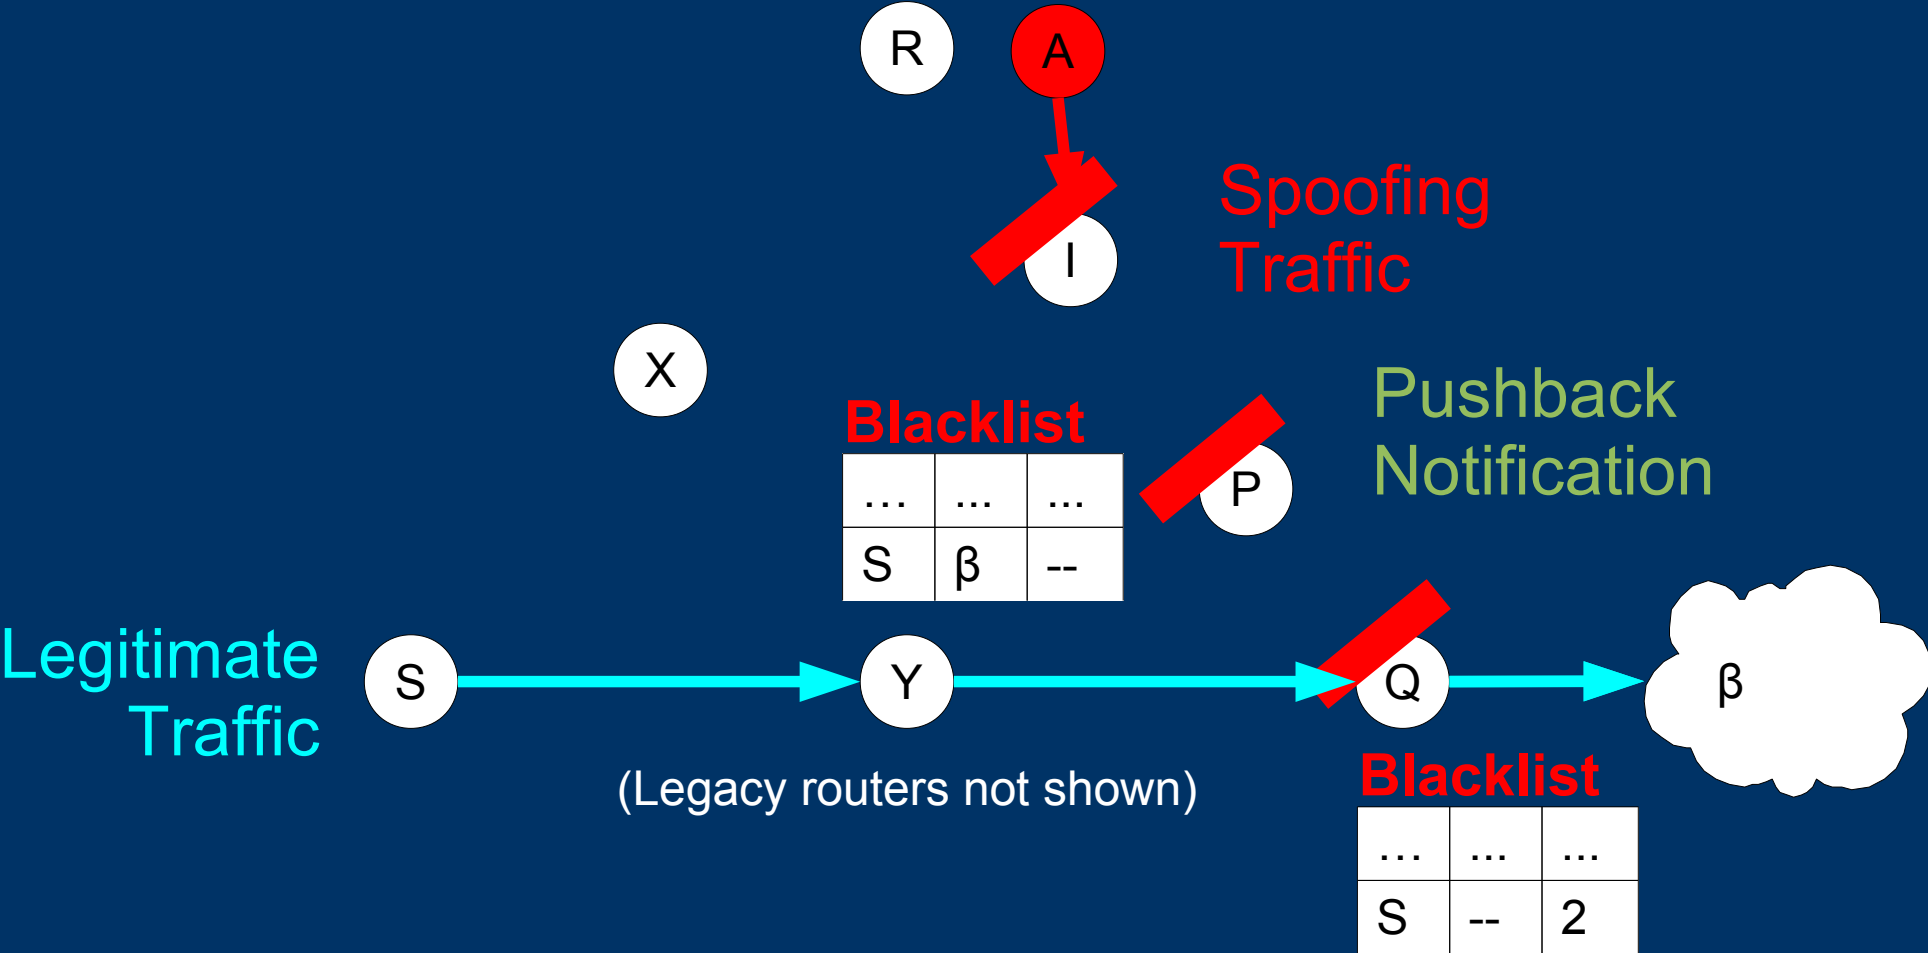 R A
Spoofing
Traffic
I
X
Pushback
Notification
Blacklist
… ... ...
S β --
P
Legitimate
Traffic
S Y Q β
(Legacy routers not shown)
Blacklist
… ... ...
S -- 2